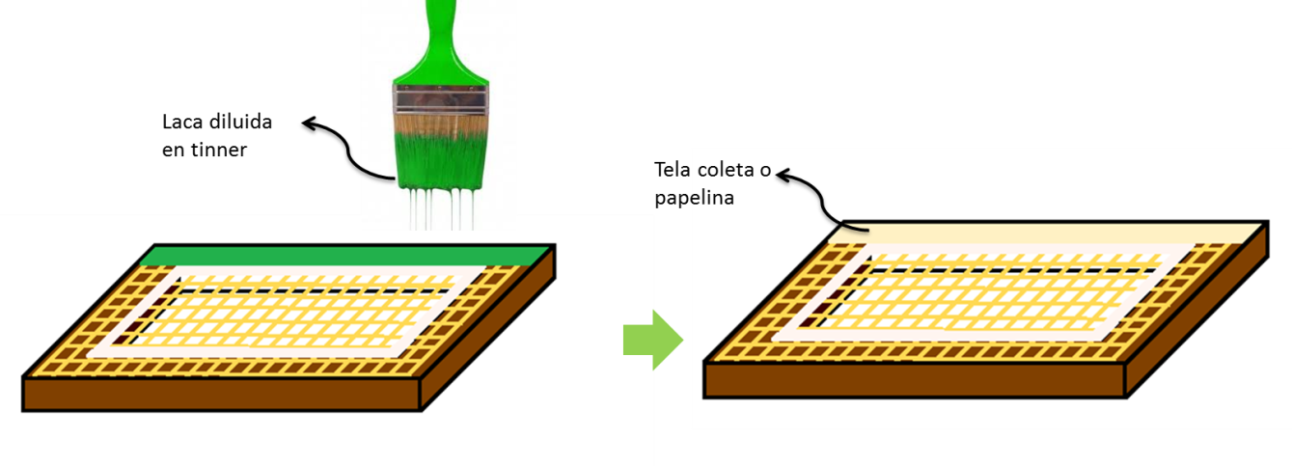 Laca diluida
en tinner
Tela coleta o
papelina